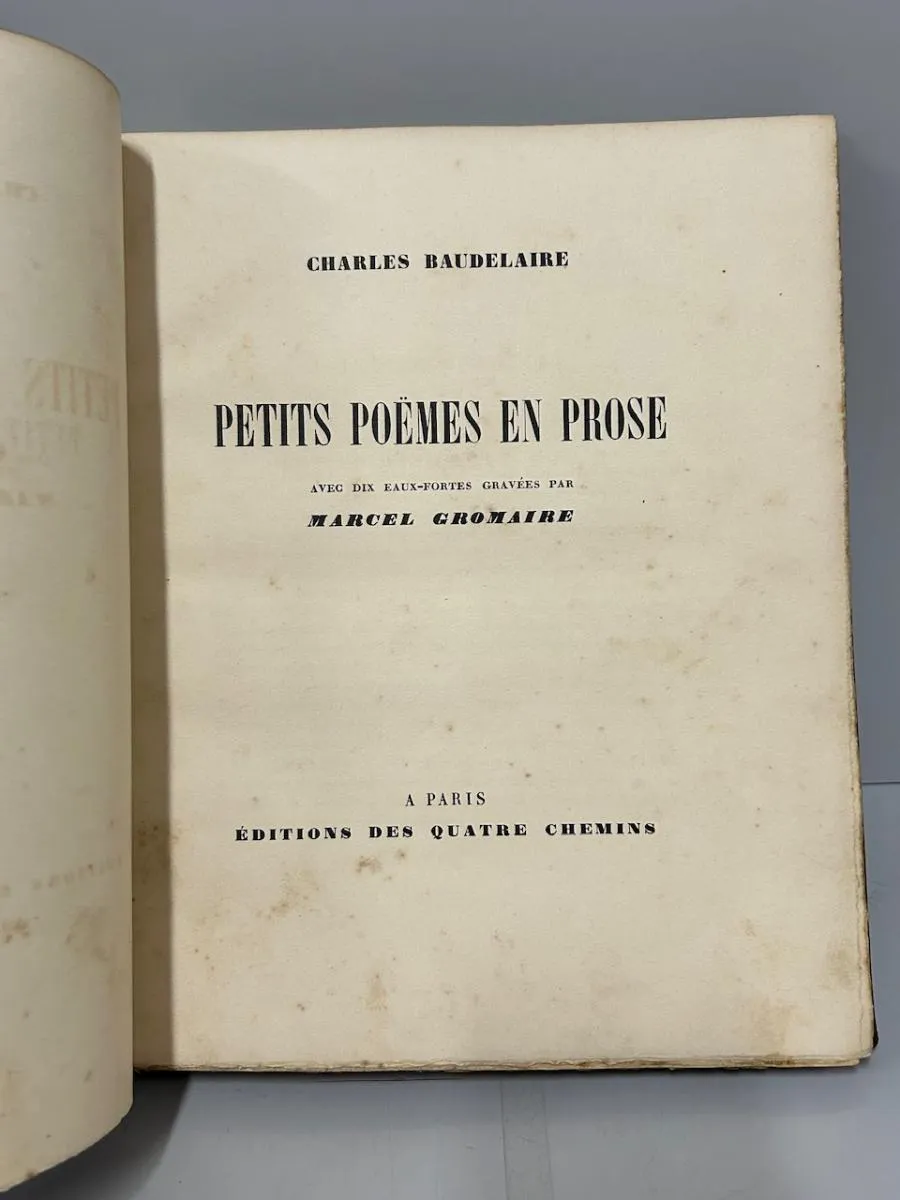 CHARLES BAUDELAIRE
PETITS POËMES EN PROSE
AVEC DIX EAUX-FORTES GRAVÉES PAR
MARCEL GROMAIRE
A PARIS
ÉDITIONS DES QUATRE CHEMINS